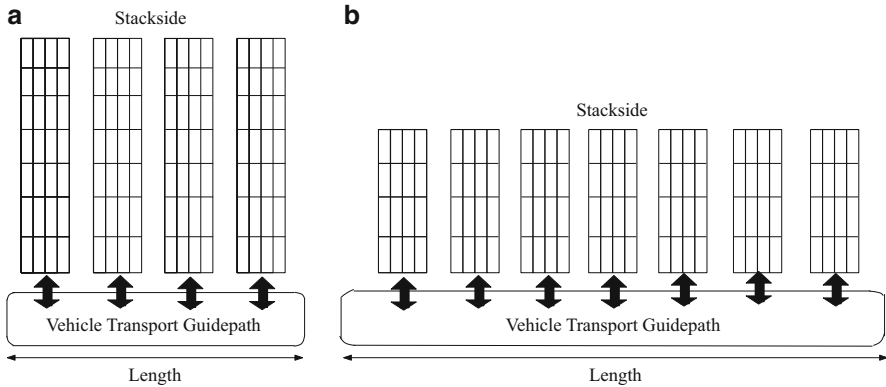 a
Stackside
Vehicle Transport Guidepath
Length
b
Stackside
Vehicle Transport Guidepath
Length